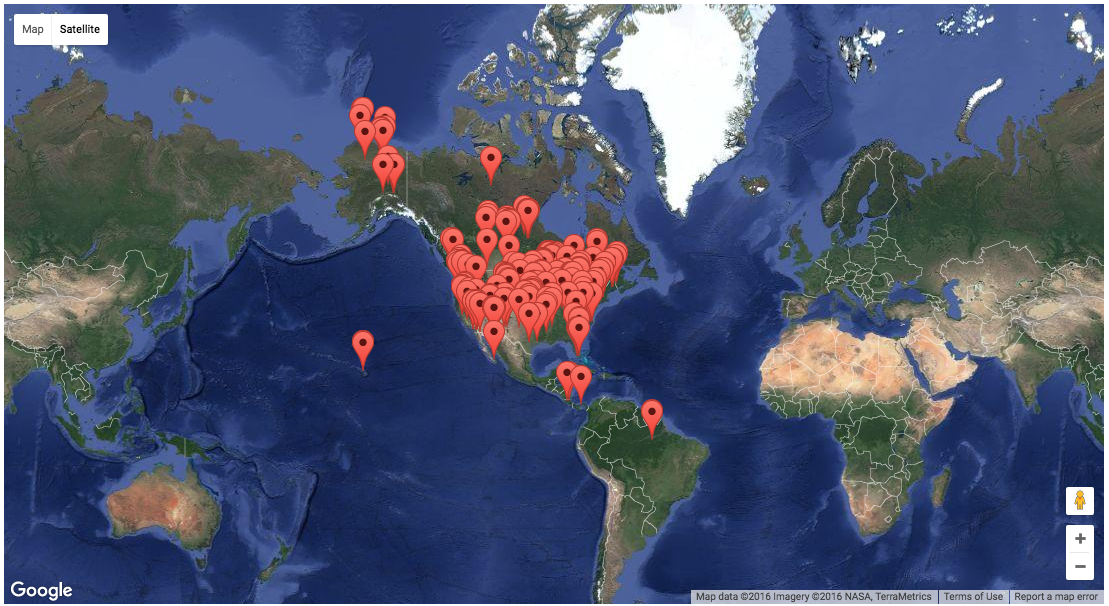 Map Satellite
Google
Map data ©2016 Imagery ©2016 NASA, TerraMetrics Terms of Use Report a map error